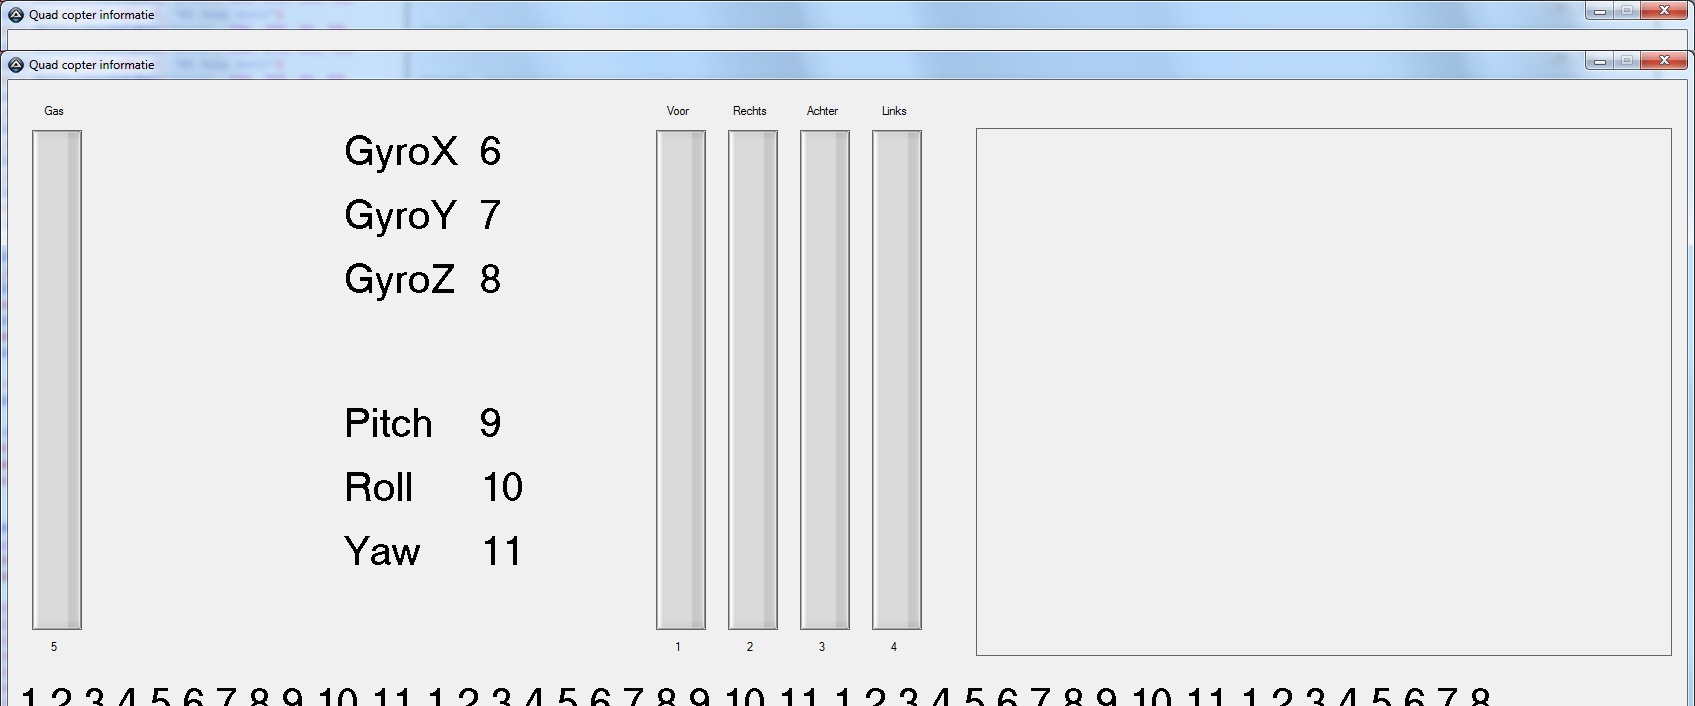 Quad copter informatie
Quad copter informatie
Gas Voor Rechts Achter Links
GyroX 6
GyroY 7
GyroZ 8
Pitch 9
Roll 10
Yaw 11
5 1 2 3 4
1 2 3 4 5 6 7 8 9 10 11 1 2 3 4 5 6 7 8 9 10 11 1 2 3 4 5 6 7 8 9 10 11 1 2 3 4 5 6 7 8